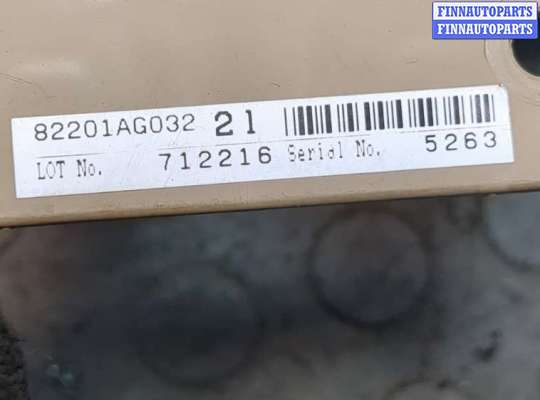 FINNAUTOPARTS
FINNAUTOPARTS
82201AG032 21
LOT No. 712216 Serial No. 5263